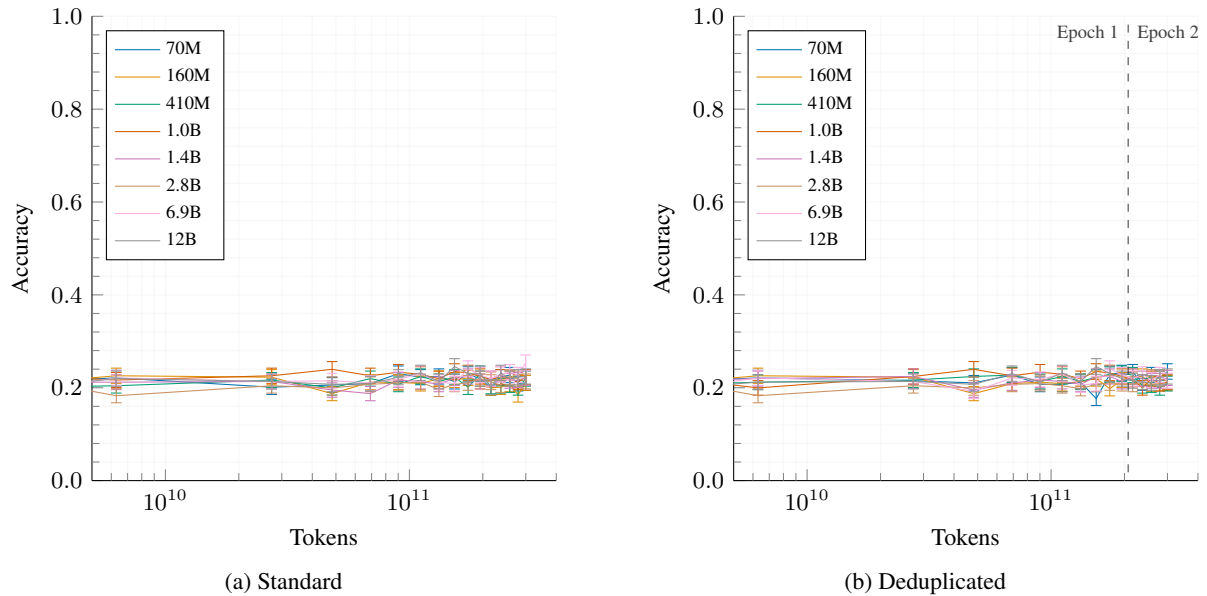 1.0
0.8
0.6
0.4
0.2
0.0
Accuracy
70M
160M
410M
1.0B
1.4B
2.8B
6.9B
12B
10^10
10^11
Tokens
(a) Standard
1.0
0.8
0.6
0.4
0.2
0.0
Accuracy
70M
160M
410M
1.0B
1.4B
2.8B
6.9B
12B
Epoch 1
Epoch 2
10^10
10^11
Tokens
(b) Deduplicated